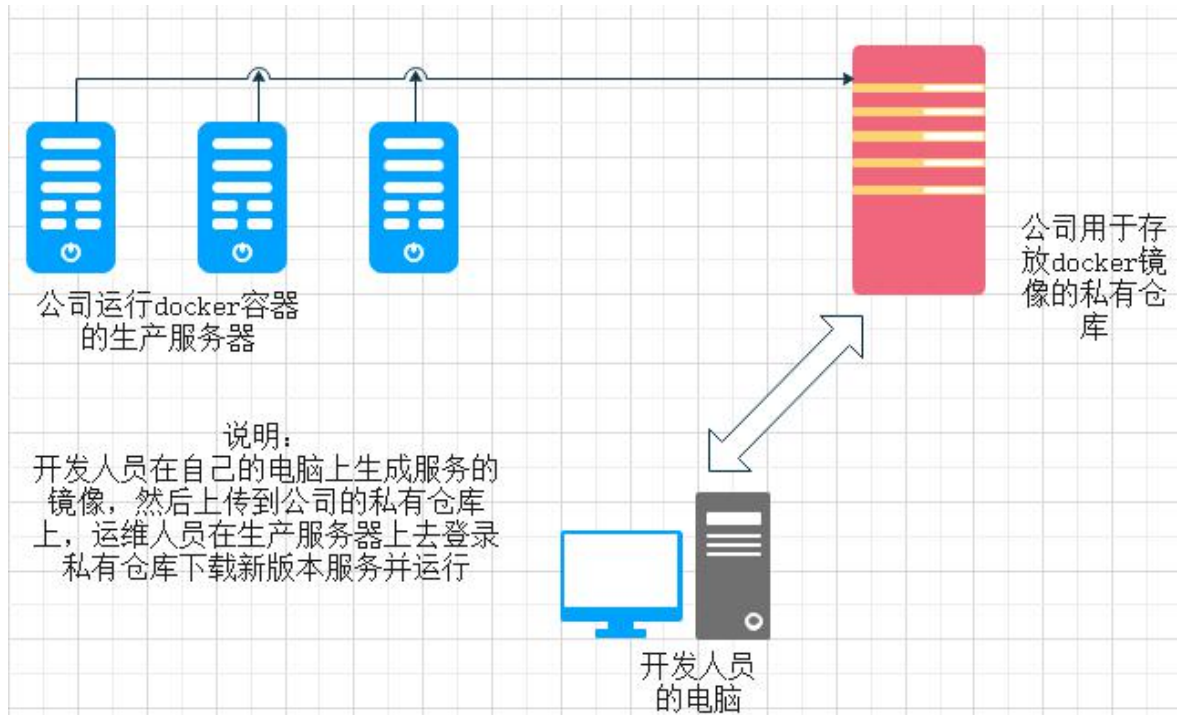 公司用于存
放docker镜
像的私有仓
库
公司运行docker容器
的生产服务器
说明：
开发人员在自己的电脑上生成服务的
镜像，然后上传到公司的私有仓库
上，运维人员在生产服务器上去登录
私有仓库下载新版本服务并运行
开发人员
的电脑